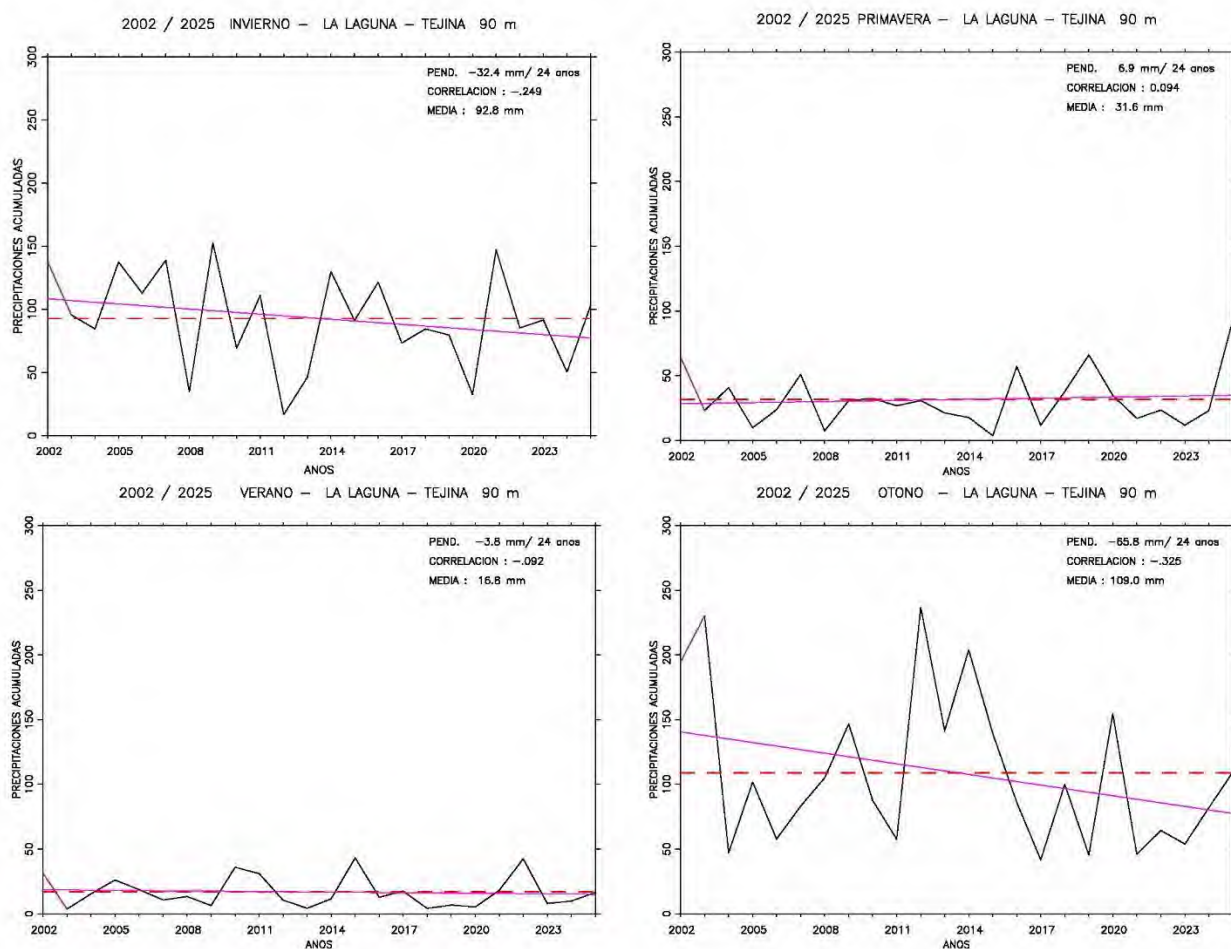 2002 / 2025 INVIERNO - LA LAGUNA - TEJINA 90 m
PEND. -32.4 mm/ 24 anos
CORRELACION : -.249
MEDIA : 92.8 mm
PRECIPITACIONES ACUMULADAS
300
250
200
150
100
50
0
2002 2005 2008 2011 2014 2017 2020 2023
ANOS
2002 / 2025 PRIMAVERA - LA LAGUNA - TEJINA 90 m
PEND. 6.9 mm/ 24 anos
CORRELACION : 0.094
MEDIA : 31.6 mm
PRECIPITACIONES ACUMULADAS
300
250
200
150
100
50
0
2002 2005 2008 2011 2014 2017 2020 2023
ANOS
2002 / 2025 VERANO - LA LAGUNA - TEJINA 90 m
PEND. -3.8 mm/ 24 anos
CORRELACION : -.092
MEDIA : 16.8 mm
PRECIPITACIONES ACUMULADAS
300
250
200
150
100
50
0
2002 2005 2008 2011 2014 2017 2020 2023
ANOS
2002 / 2025 OTONO - LA LAGUNA - TEJINA 90 m
PEND. -65.8 mm/ 24 anos
CORRELACION : -.325
MEDIA : 109.0 mm
PRECIPITACIONES ACUMULADAS
300
250
200
150
100
50
0
2002 2005 2008 2011 2014 2017 2020 2023
ANOS